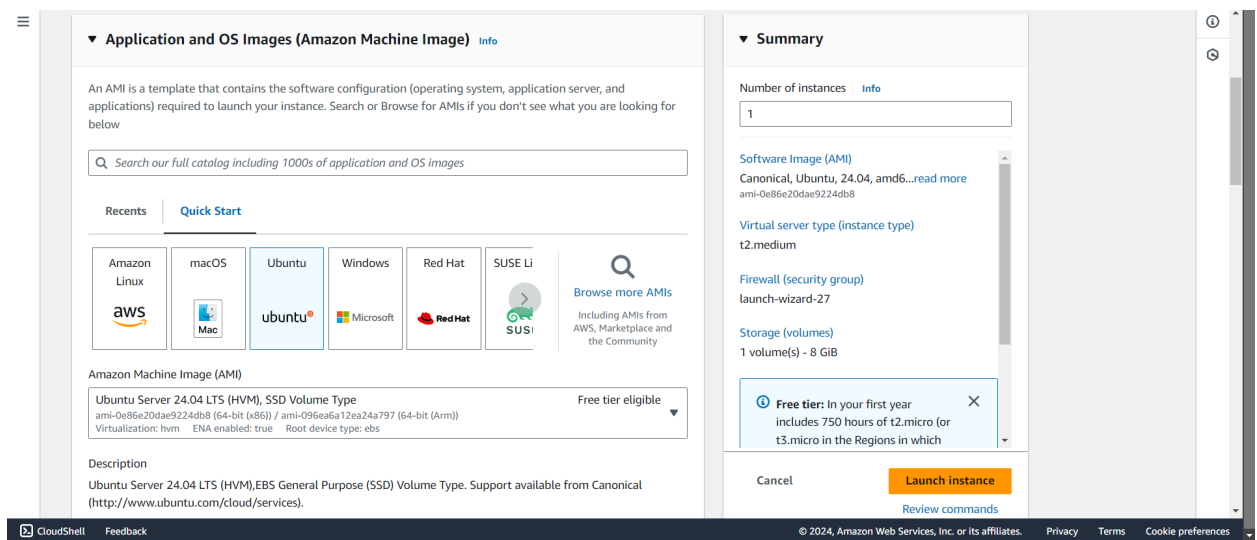 Application and OS Images (Amazon Machine Image) Info
An AMI is a template that contains the software configuration (operating system, application server, and
applications) required to launch your instance. Search or Browse for AMIs if you don't see what you are looking for
below
Search our full catalog including 1000s of application and OS images
Recents
Quick Start
Amazon
Linux
aws
macOS
Mac
Ubuntu
ubuntu
Windows
Microsoft
Red Hat
Red Hat
SUSE Li
SUSI
Browse more AMIs
Including AMIs from
AWS, Marketplace and
the Community
Amazon Machine Image (AMI)
Ubuntu Server 24.04 LTS (HVM), SSD Volume Type
Free tier eligible
ami-0e86e20dae9224db8 (64-bit (x86)) / ami-096ea6a12ea24a797 (64-bit (Arm))
Virtualization: hvm ENA enabled: true Root device type: ebs
Description
Ubuntu Server 24.04 LTS (HVM),EBS General Purpose (SSD) Volume Type. Support available from Canonical
(http://www.ubuntu.com/cloud/services).
Summary
Number of instances Info
1
Software Image (AMI)
Canonical, Ubuntu, 24.04, amd6...read more
ami-0e86e20dae9224db8
Virtual server type (instance type)
t2.medium
Firewall (security group)
launch-wizard-27
Storage (volumes)
1 volume(s) - 8 GiB
Free tier: In your first year
includes 750 hours of t2.micro (or
t3.micro in the Regions in which
Cancel
Launch instance
Review commands
CloudShell Feedback
© 2024, Amazon Web Services, Inc. or its affiliates. Privacy Terms Cookie preferences